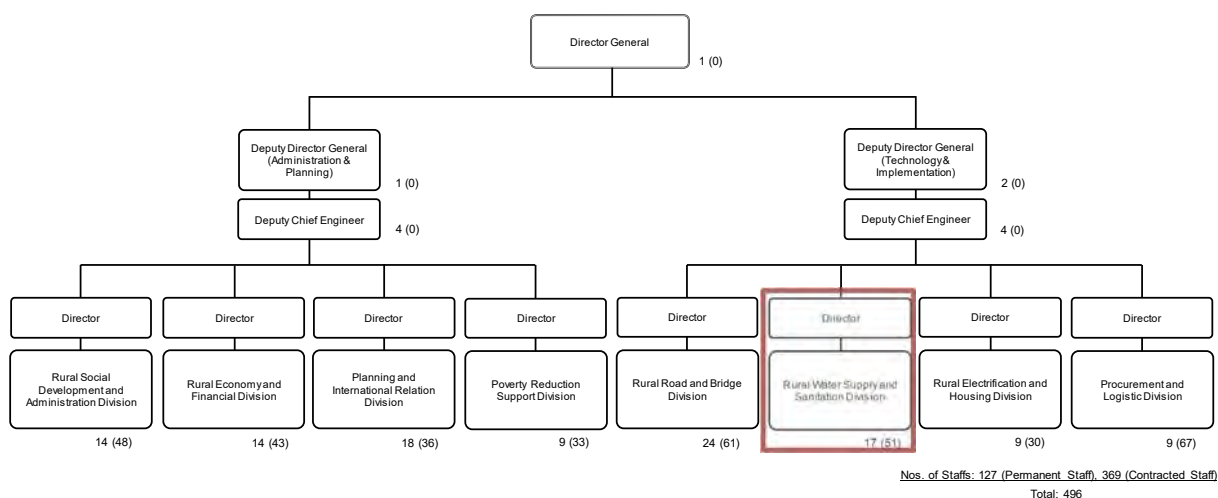 Director General
1 (0)
Deputy Director General
(Administration &
Planning)
1 (0)
Deputy Director General
(Technology &
Implementation)
2 (0)
Deputy Chief Engineer
4 (0)
Deputy Chief Engineer
4 (0)
Director
Director
Director
Director
Director
Director
Director
Director
Rural Social
Development and
Administration Division
14 (48)
Rural Economy and
Financial Division
14 (43)
Planning and
International Relation
Division
18 (36)
Poverty Reduction
Support Division
9 (33)
Rural Road and Bridge
Division
24 (61)
Rural Water Supply and
Sanitation Division
17 (51)
Rural Electrification and
Housing Division
9 (30)
Procurement and
Logistic Division
9 (67)
Nos. of Staffs: 127 (Permanent Staff), 369 (Contracted Staff)
Total: 496